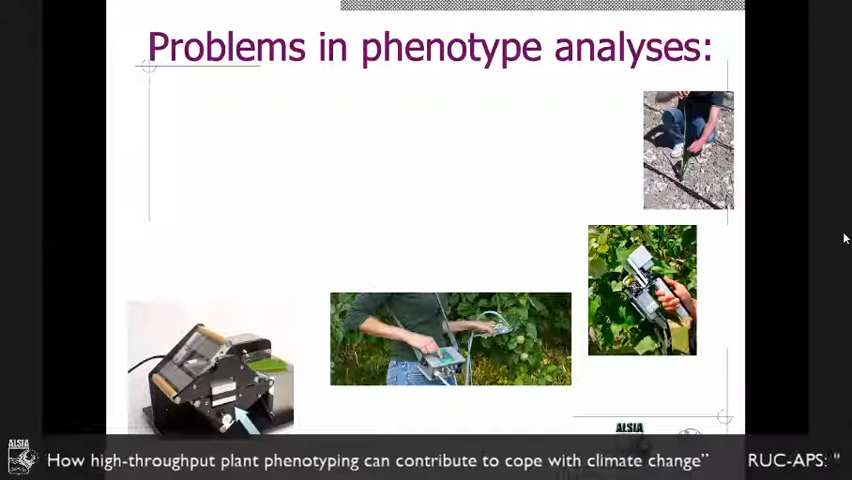 Problems in phenotype analyses:
ALSIA
ALSIA
How high-throughput plant phenotyping can contribute to cope with climate change" RUC-APS: "